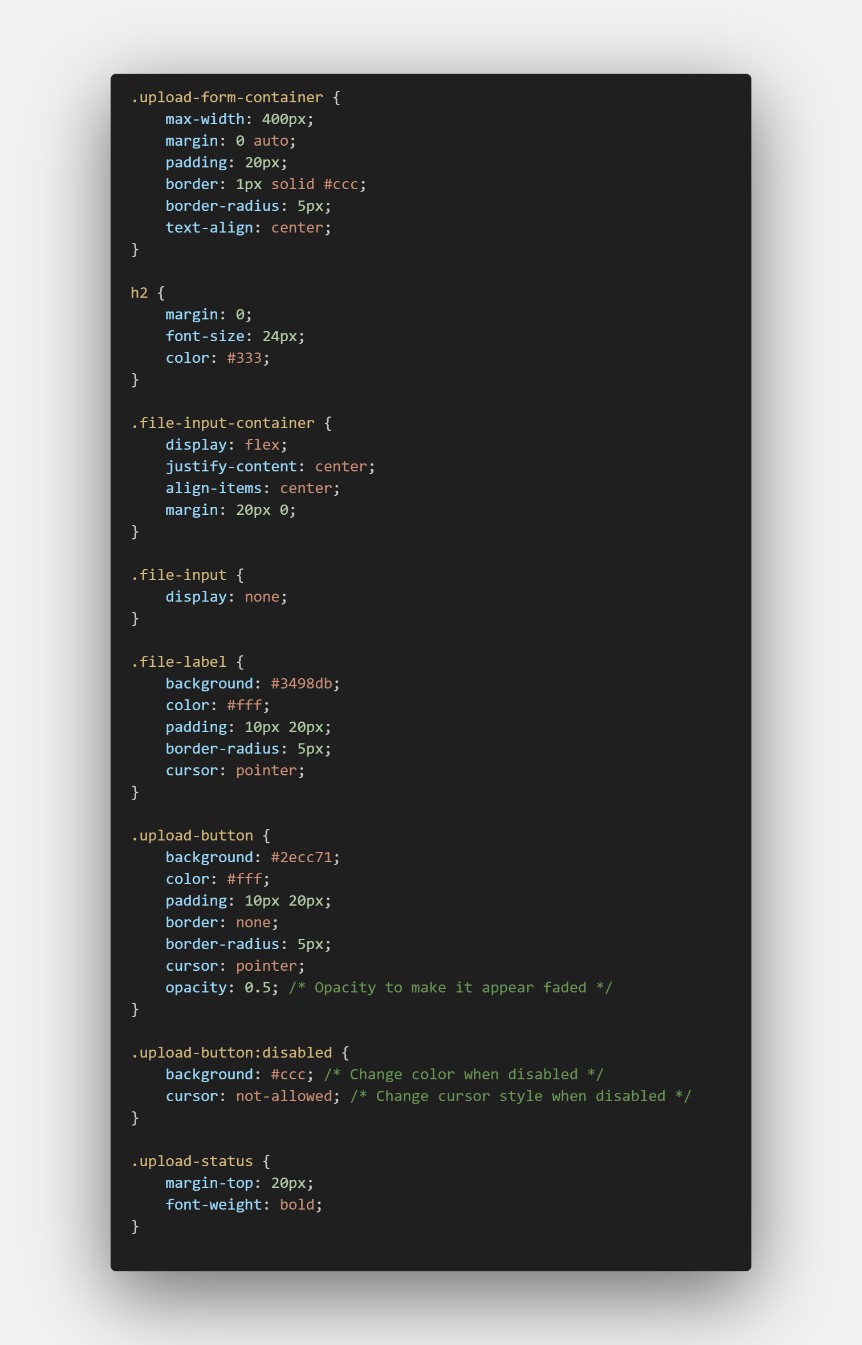 .upload-form-container {
    max-width: 400px;
    margin: 0 auto;
    padding: 20px;
    border: 1px solid #ccc;
    border-radius: 5px;
    text-align: center;
}

h2 {
    margin: 0;
    font-size: 24px;
    color: #333;
}

.file-input-container {
    display: flex;
    justify-content: center;
    align-items: center;
    margin: 20px 0;
}

.file-input {
    display: none;
}

.file-label {
    background: #3498db;
    color: #fff;
    padding: 10px 20px;
    border-radius: 5px;
    cursor: pointer;
}

.upload-button {
    background: #2ecc71;
    color: #fff;
    padding: 10px 20px;
    border: none;
    border-radius: 5px;
    cursor: pointer;
    opacity: 0.5; /* Opacity to make it appear faded */
}

.upload-button:disabled {
    background: #ccc; /* Change color when disabled */
    cursor: not-allowed; /* Change cursor style when disabled */
}

.upload-status {
    margin-top: 20px;
    font-weight: bold;
}